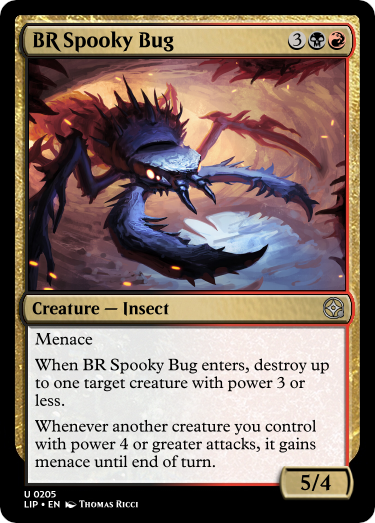 BR Spooky Bug 3
Creature — Insect
Menace
When BR Spooky Bug enters, destroy up
to one target creature with power 3 or
less.
Whenever another creature you control
with power 4 or greater attacks, it gains
menace until end of turn.
5/4
U 0205
LIP • EN Thomas Ricci